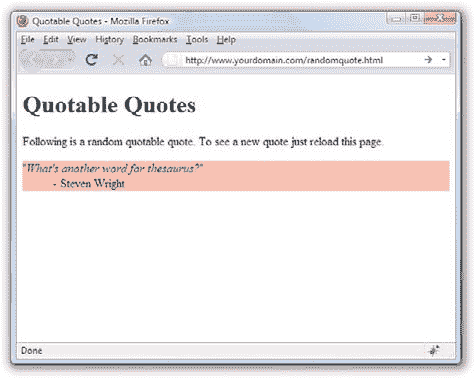 Quotable Quotes - Mozilla Firefox
File Edit View History Bookmarks Tools Help
http://www.yourdomain.com/randomquote.html
Quotable Quotes
Following is a random quotable quote. To see a new quote just reload this page.
"What's another word for thesaurus?"
- Steven Wright
Done